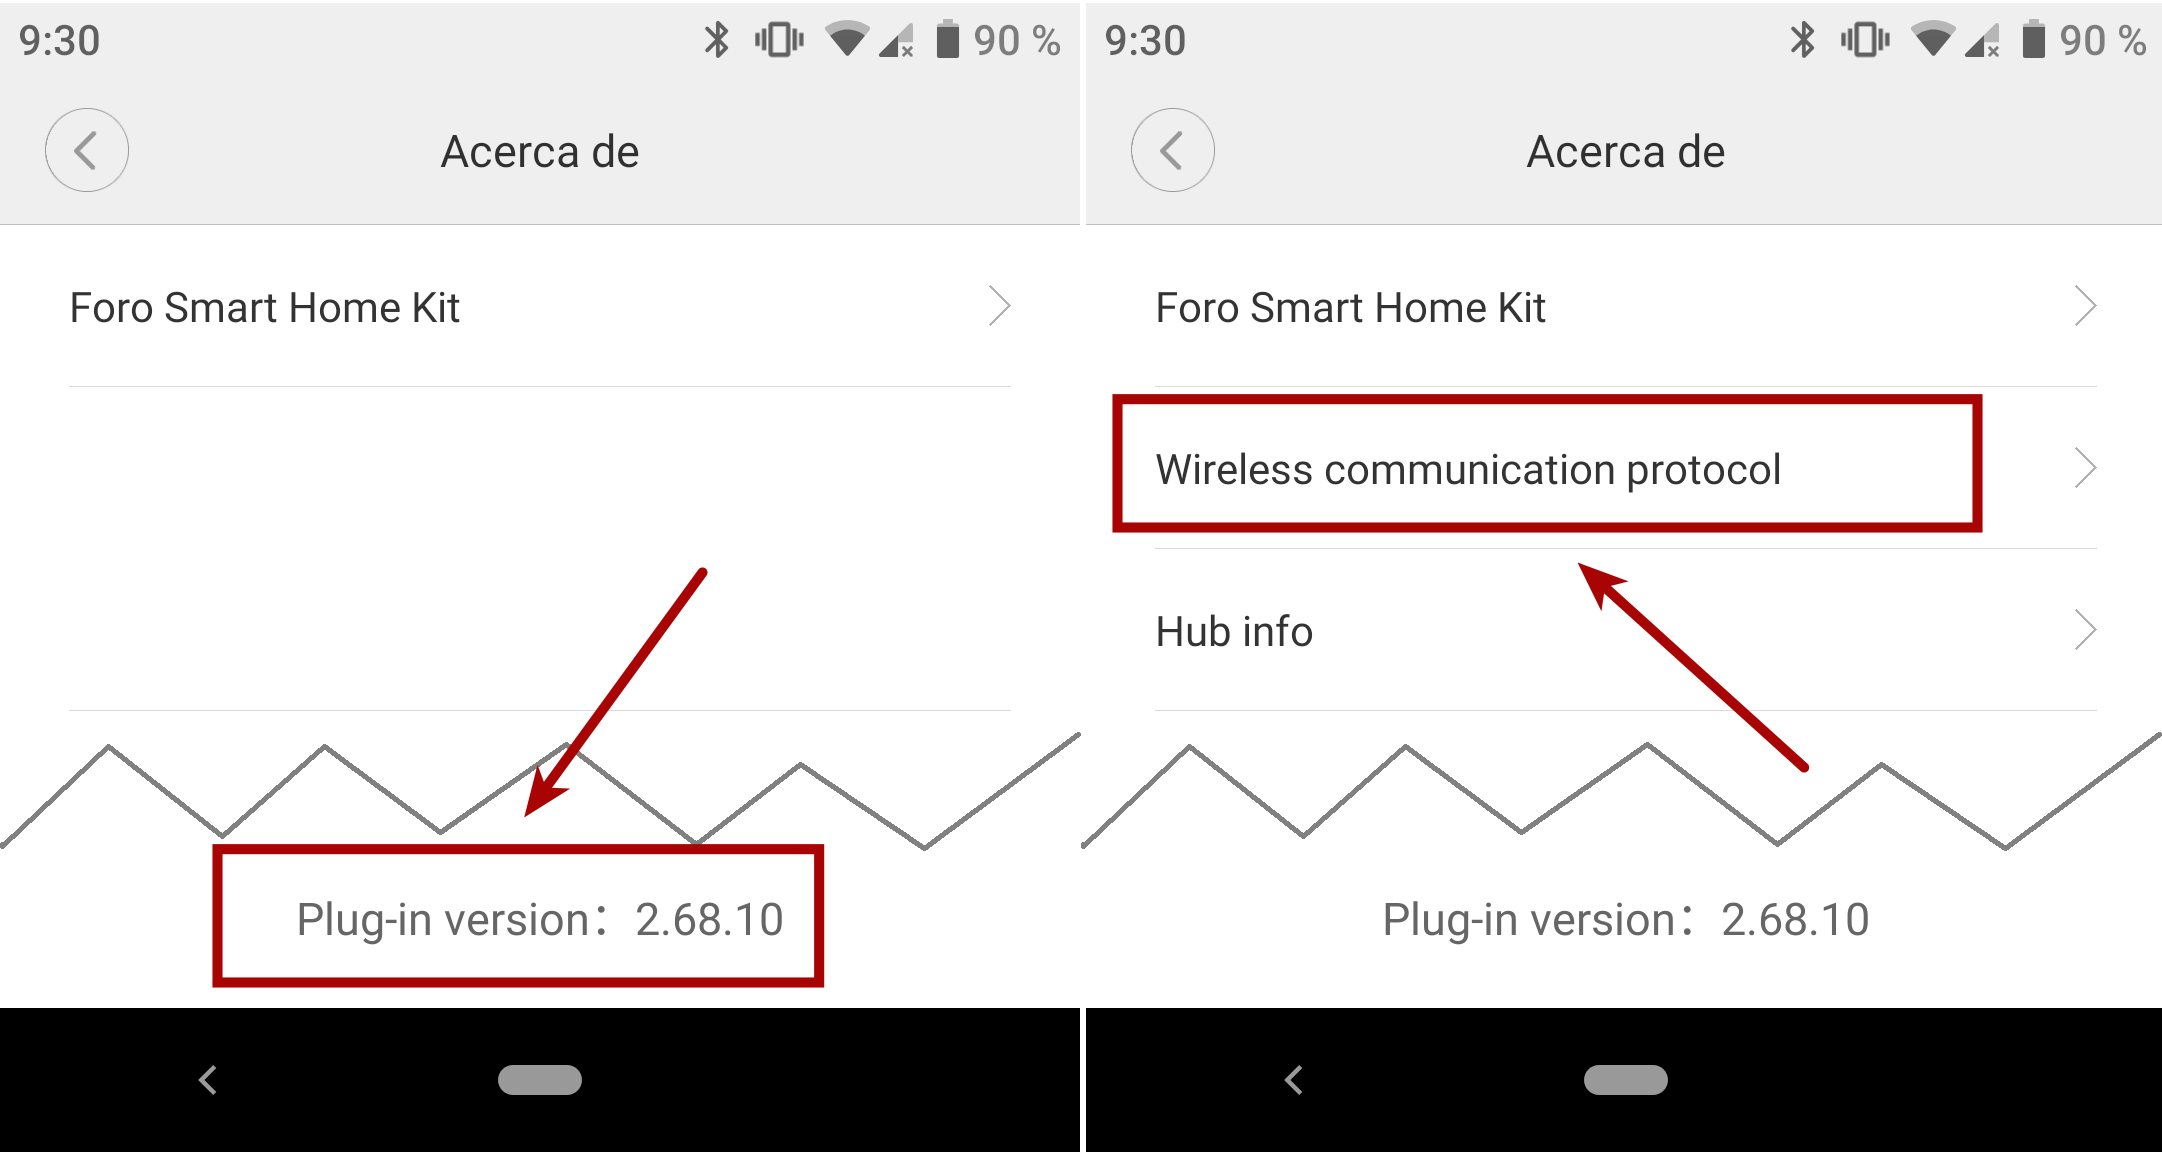 9:30
90 %
Acerca de
Foro Smart Home Kit
Plug-in version： 2.68.10
9:30
90 %
Acerca de
Foro Smart Home Kit
Wireless communication protocol
Hub info
Plug-in version： 2.68.10